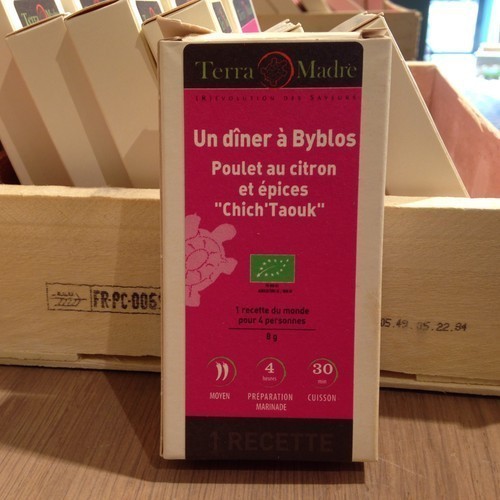 Terra Madre
Terra Madre
(R)ÉVOLUTION DES SAVEURS
Un dîner à Byblos
Poulet au citron
et épices
"Chich'Taouk"
1 recette du monde
pour 4 personnes
8 g
4
heures
30
min
MOYEN
PRÉPARATION
MARINADE
CUISSON
1 RECETTE
FR-PC-006
05.49.05.22.84